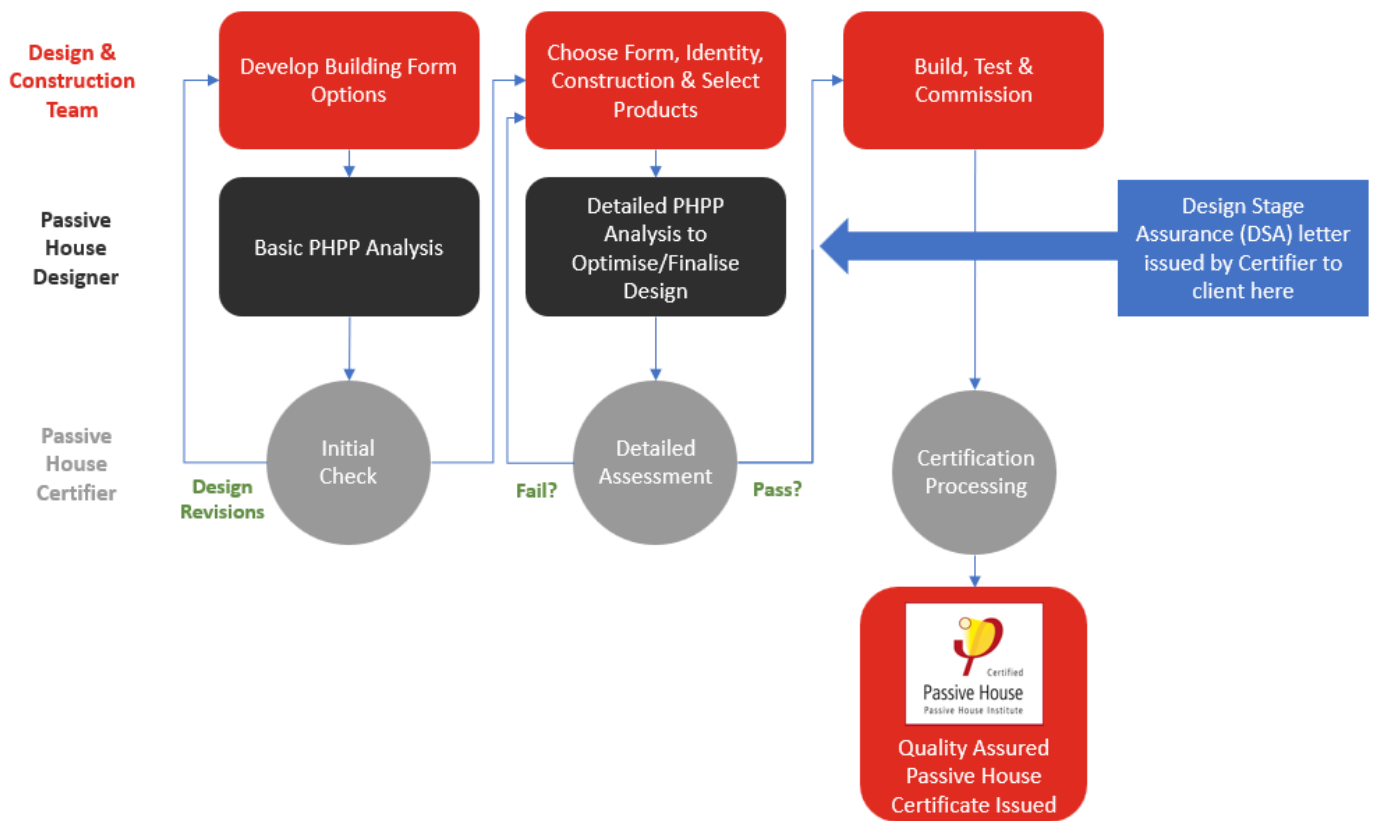 Design &
Construction
Team
Develop Building Form
Options
Choose Form, Identity,
Construction & Select
Products
Build, Test &
Commission
Passive
House
Designer
Basic PHPP Analysis
Detailed PHPP
Analysis to
Optimise/Finalise
Design
Design Stage
Assurance (DSA) letter
issued by Certifier to
client here
Passive
House
Certifier
Initial
Check
Detailed
Assessment
Certification
Processing
Design
Revisions
Fail?
Pass?
Certified
Passive House
Passive House Institute
Quality Assured
Passive House
Certificate Issued